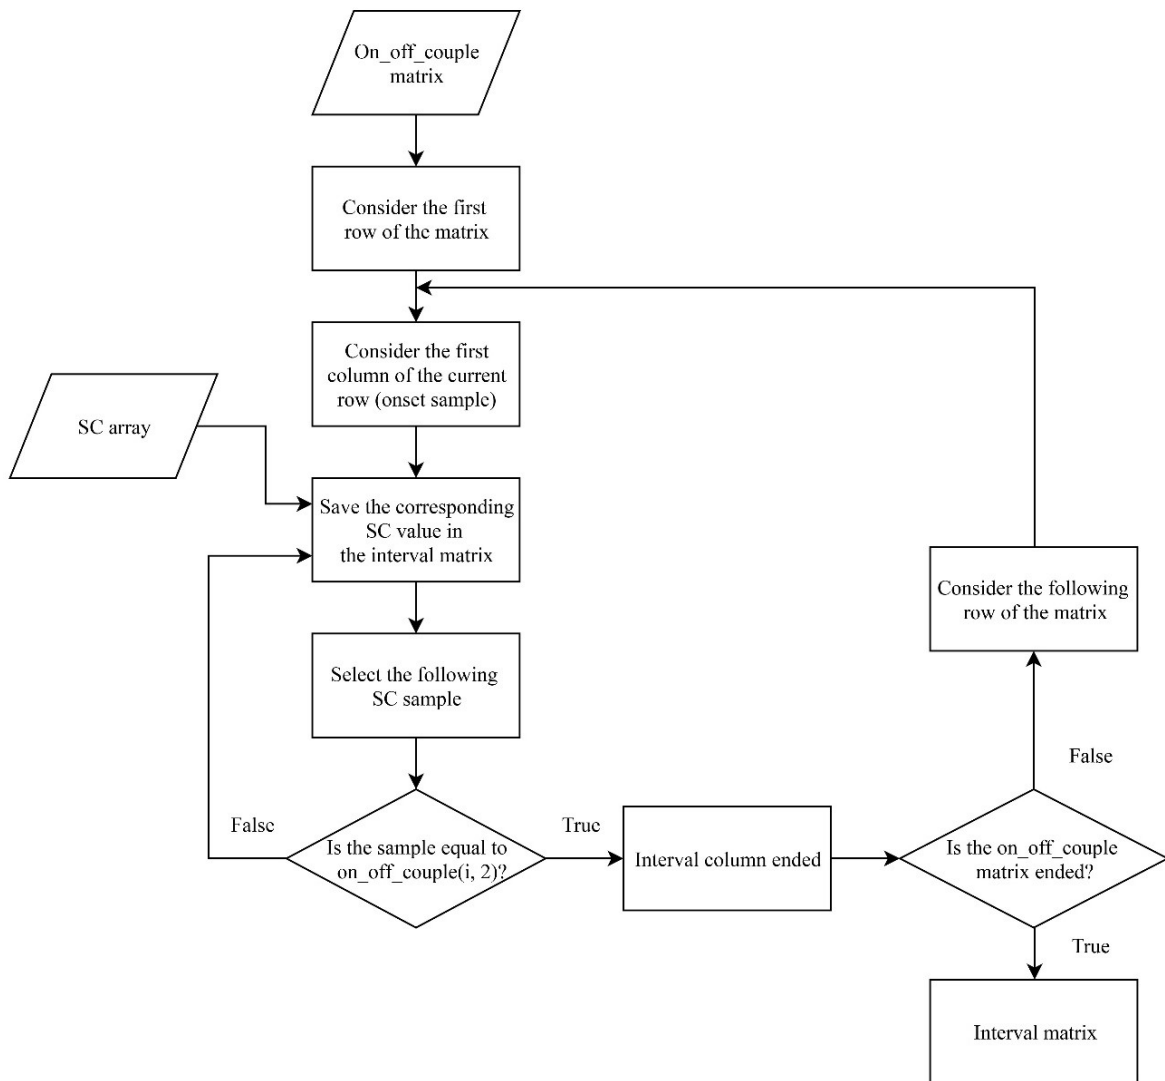 On_off_couple
matrix
Consider the first
row of the matrix
Consider the first
column of the current
row (onset sample)
SC array
Save the corresponding
SC value in
the interval matrix
Consider the following
row of the matrix
Select the following
SC sample
False
False
True
Is the sample equal to
on_off_couple(i, 2)?
Interval column ended
Is the on_off_couple
matrix ended?
True
Interval matrix